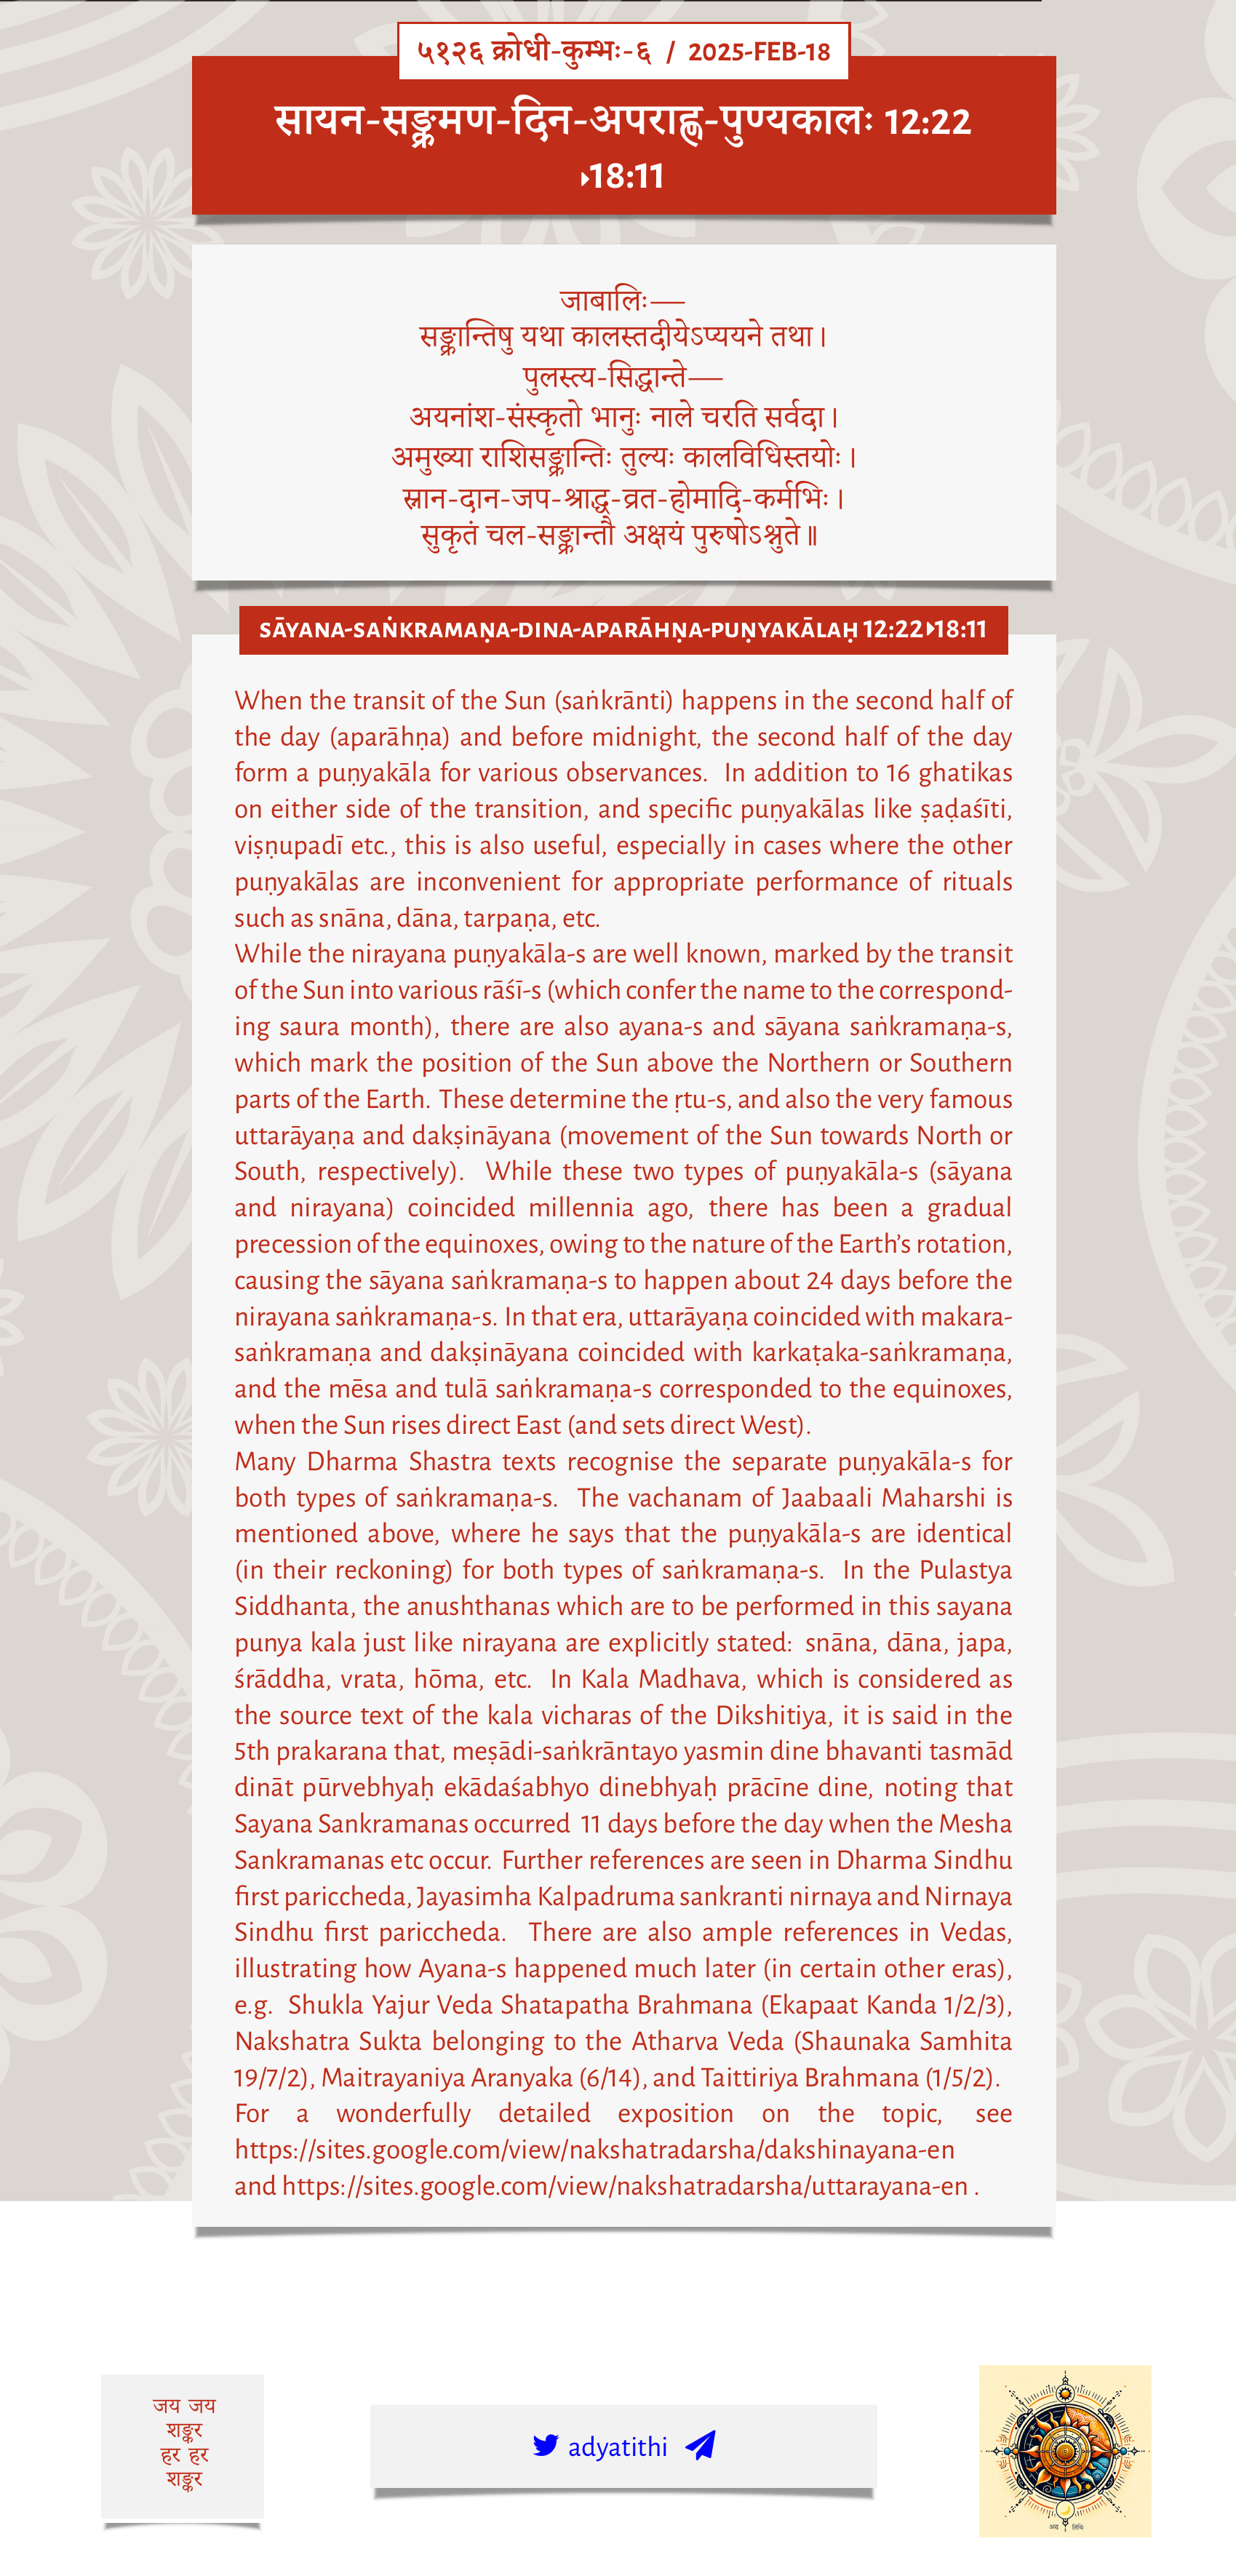 ५१२६ क्रोधी-कुम्भः-६ / 2025-FEB-18
सायन-सङ्क्रमण-दिन-अपराह्ण-पुण्यकालः 12:22
▸18:11
जाबालिः—
सङ्क्रान्तिषु यथा कालस्तदीयेऽप्ययने तथा।
पुलस्त्य-सिद्धान्ते—
अयनांश-संस्कृतो भानुः नाले चरति सर्वदा।
अमुख्या राशिसङ्क्रान्तिः तुल्यः कालविधिस्तयोः।
स्नान-दान-जप-श्राद्ध-व्रत-होमादि-कर्मभिः।
सुकृतं चल-सङ्क्रान्तौ अक्षयं पुरुषोऽश्नुते॥
SĀYANA-SAṄKRAMAṆA-DINA-APARĀHṆA-PUṆYAKĀLAḤ 12:22▸18:11
When the transit of the Sun (saṅkrānti) happens in the second half of
the day (aparāhṇa) and before midnight, the second half of the day
form a puṇyakāla for various observances. In addition to 16 ghatikas
on either side of the transition, and specific puṇyakālas like ṣaḍaśīti,
viṣṇupadī etc., this is also useful, especially in cases where the other
puṇyakālas are inconvenient for appropriate performance of rituals
such as snāna, dāna, tarpaṇa, etc.
While the nirayana puṇyakāla-s are well known, marked by the transit
of the Sun into various rāśī-s (which confer the name to the correspond-
ing saura month), there are also ayana-s and sāyana saṅkramaṇa-s,
which mark the position of the Sun above the Northern or Southern
parts of the Earth. These determine the ṛtu-s, and also the very famous
uttarāyaṇa and dakṣināyana (movement of the Sun towards North or
South, respectively). While these two types of puṇyakāla-s (sāyana
and nirayana) coincided millennia ago, there has been a gradual
precession of the equinoxes, owing to the nature of the Earth’s rotation,
causing the sāyana saṅkramaṇa-s to happen about 24 days before the
nirayana saṅkramaṇa-s. In that era, uttarāyaṇa coincided with makara-
saṅkramaṇa and dakṣināyana coincided with karkaṭaka-saṅkramaṇa,
and the mēsa and tulā saṅkramaṇa-s corresponded to the equinoxes,
when the Sun rises direct East (and sets direct West).
Many Dharma Shastra texts recognise the separate puṇyakāla-s for
both types of saṅkramaṇa-s. The vachanam of Jaabaali Maharshi is
mentioned above, where he says that the puṇyakāla-s are identical
(in their reckoning) for both types of saṅkramaṇa-s. In the Pulastya
Siddhanta, the anushthanas which are to be performed in this sayana
punya kala just like nirayana are explicitly stated: snāna, dāna, japa,
śrāddha, vrata, hōma, etc. In Kala Madhava, which is considered as
the source text of the kala vicharas of the Dikshitiya, it is said in the
5th prakarana that, meṣādi-saṅkrāntayo yasmin dine bhavanti tasmād
dināt pūrvebhyaḥ ekādaśabhyo dinebhyaḥ prācīne dine, noting that
Sayana Sankramanas occurred 11 days before the day when the Mesha
Sankramanas etc occur. Further references are seen in Dharma Sindhu
first pariccheda, Jayasimha Kalpadruma sankranti nirnaya and Nirnaya
Sindhu first pariccheda. There are also ample references in Vedas,
illustrating how Ayana-s happened much later (in certain other eras),
e.g. Shukla Yajur Veda Shatapatha Brahmana (Ekapaat Kanda 1/2/3),
Nakshatra Sukta belonging to the Atharva Veda (Shaunaka Samhita
19/7/2), Maitrayaniya Aranyaka (6/14), and Taittiriya Brahmana (1/5/2).
For a wonderfully detailed exposition on the topic, see
https://sites.google.com/view/nakshatradarsha/dakshinayana-en
and https://sites.google.com/view/nakshatradarsha/uttarayana-en .
जय जय
शङ्कर
हर हर
शङ्कर
adyatithi
अद्य तिथिः